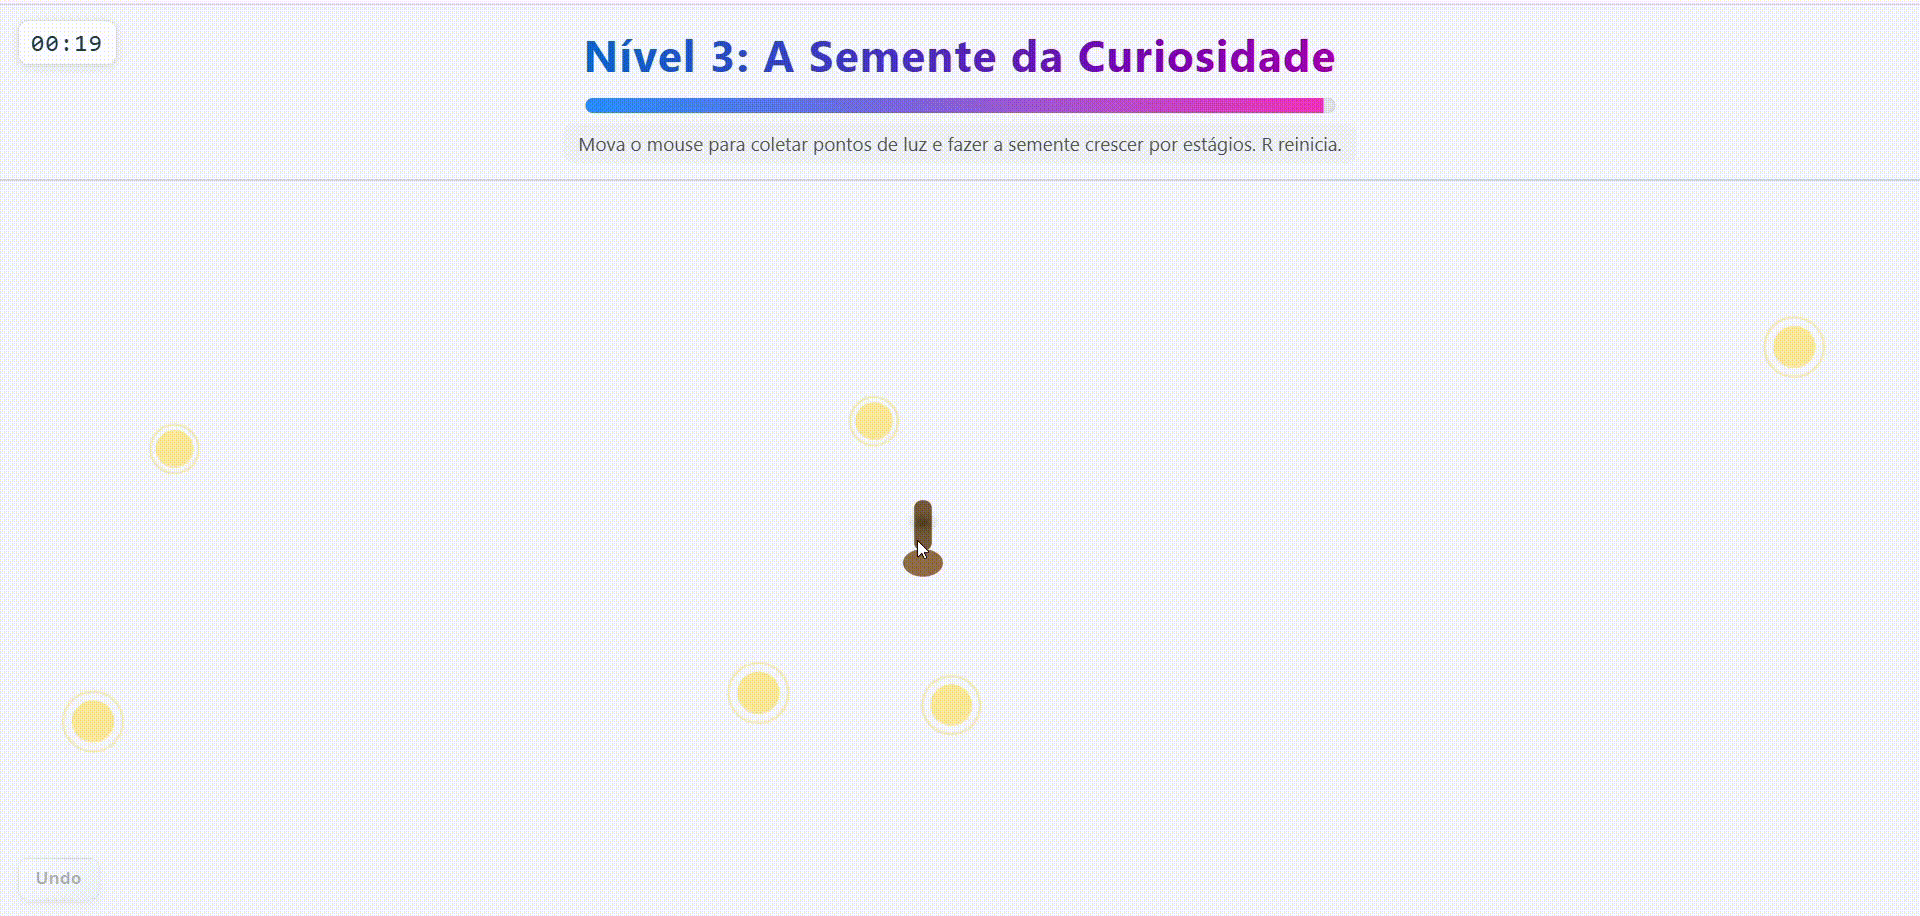 00:19
Nível 3: A Semente da Curiosidade
Mova o mouse para coletar pontos de luz e fazer a semente crescer por estágios. R reinicia.
Undo